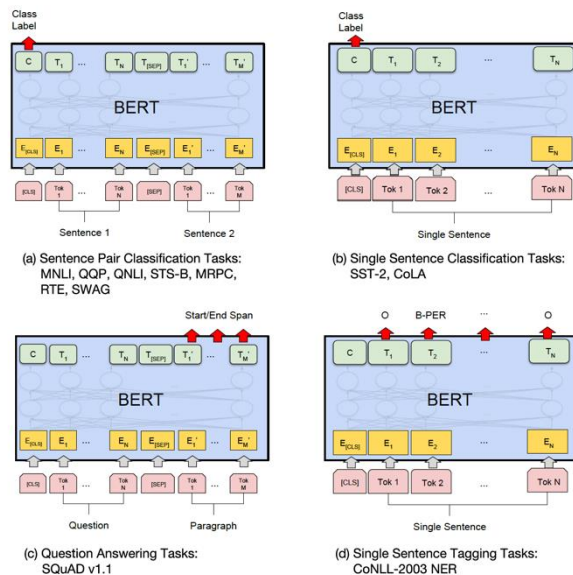 Class
Label
C T1 ... TN T[SEP] T1' ... TM'
BERT
E[CLS] E1 ... EN E[SEP] E1' ... EM'
[CLS] Tok 1 ... Tok N [SEP] Tok 1 ... Tok M
Sentence 1 Sentence 2
(a) Sentence Pair Classification Tasks:
MNLI, QQP, QNLI, STS-B, MRPC,
RTE, SWAG
Class
Label
C T1 T2 ... TN
BERT
E[CLS] E1 E2 EN
[CLS] Tok 1 Tok 2 ... Tok N
Single Sentence
(b) Single Sentence Classification Tasks:
SST-2, CoLA
Start/End Span
C T1 ... TN T[SEP] T1' ... TM'
BERT
E[CLS] E1 ... EN E[SEP] E1' ... EM'
[CLS] Tok 1 ... Tok N [SEP] Tok 1 ... Tok M
Question Paragraph
(c) Question Answering Tasks:
SQuAD v1.1
O B-PER ... O
C T1 T2 ... TN
BERT
E[CLS] E1 E2 ... EN
[CLS] Tok 1 Tok 2 ... Tok N
Single Sentence
(d) Single Sentence Tagging Tasks:
CoNLL-2003 NER